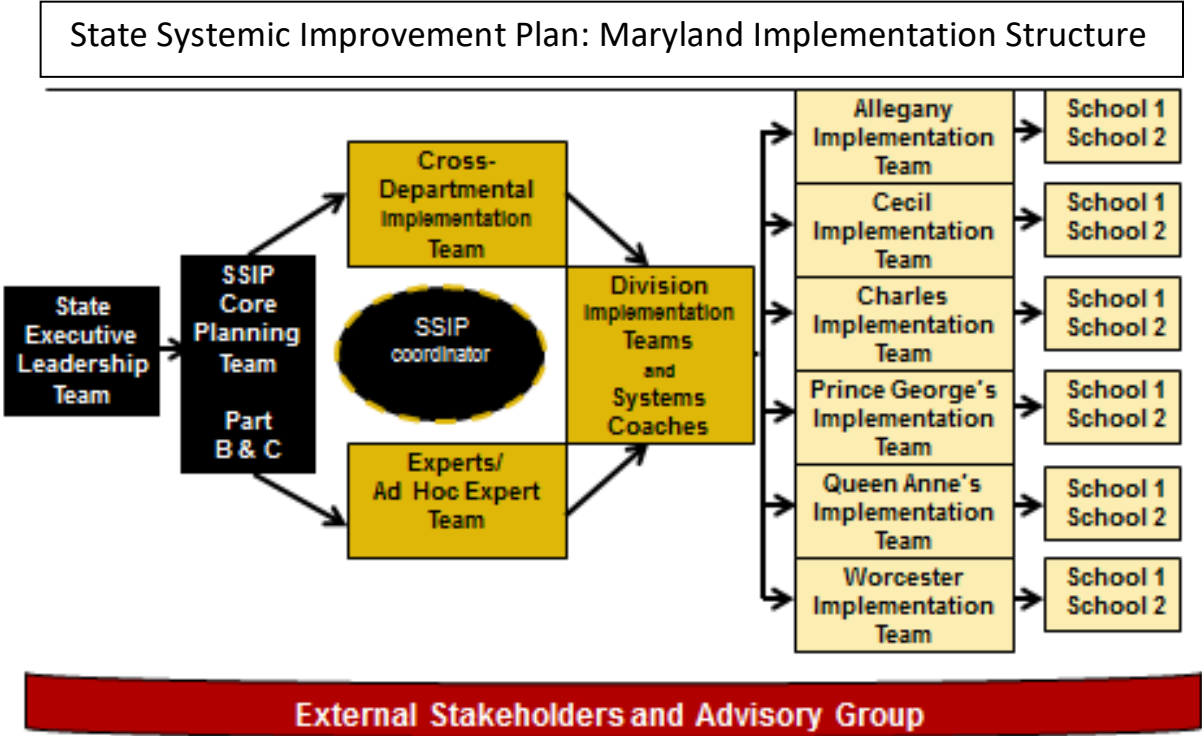 State Systemic Improvement Plan: Maryland Implementation Structure
State
Executive
Leadership
Team
SSIP
Core
Planning
Team
Part
B & C
Cross-
Departmental
Implementation
Team
SSIP
coordinator
Experts/
Ad Hoc Expert
Team
Division
Implementation
Teams
and
Systems
Coaches
Allegany
Implementation
Team
School 1
School 2
Cecil
Implementation
Team
School 1
School 2
Charles
Implementation
Team
School 1
School 2
Prince George's
Implementation
Team
School 1
School 2
Queen Anne's
Implementation
Team
School 1
School 2
Worcester
Implementation
Team
School 1
School 2
External Stakeholders and Advisory Group